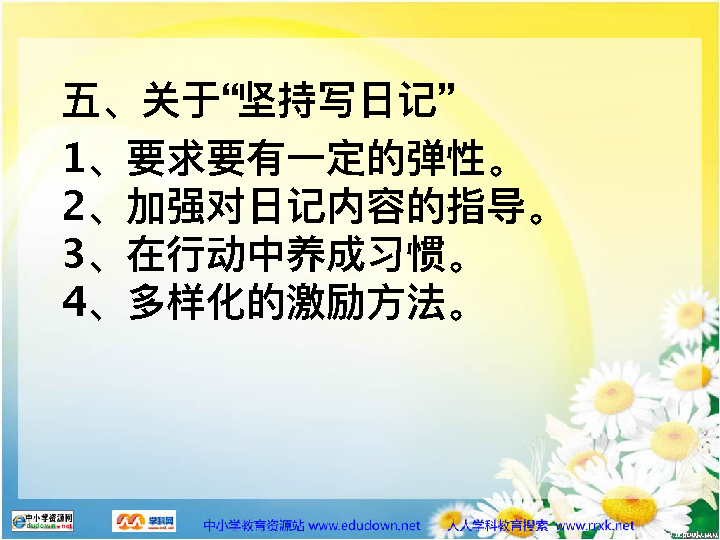 五、关于“坚持写日记”
1、要求要有一定的弹性。
2、加强对日记内容的指导。
3、在行动中养成习惯。
4、多样化的激励方法。
中小学资源网
edudown.net
学科网
中小学教育资源站 www.edudown.net 人人学科教育搜索 www.rrxk.net